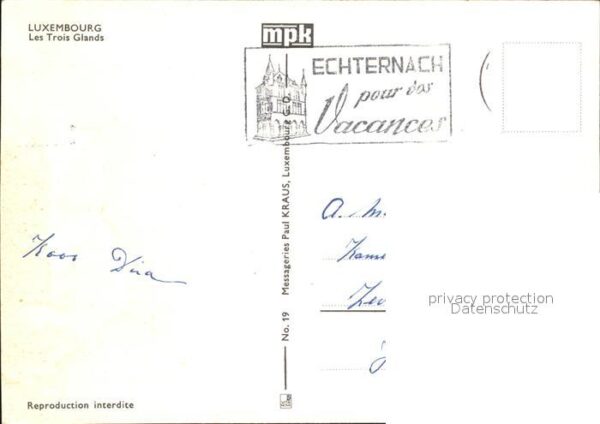 LUXEMBOURG
Les Trois Glands
mpk
ECHTERNACH
pour vos
Vacances
No. 19 Messageries Paul KRAUS, Luxembourg G. D.
A. M.
privacy protection
Datenschutz
Koos
Reproduction interdite